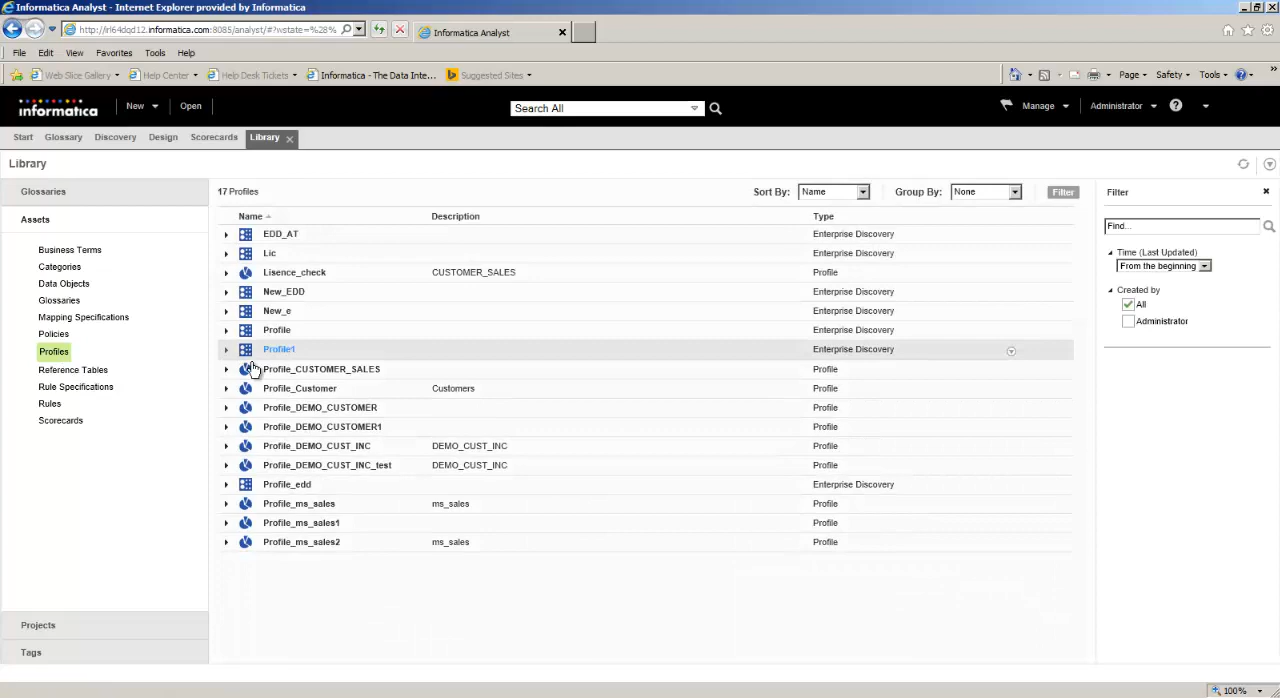 Informatica Analyst - Internet Explorer provided by Informatica
http://irl64dqd12.informatica.com:8085/analyst/#?wstate=%28%
Informatica Analyst
File Edit View Favorites Tools Help
Web Slice Gallery Help Center Help Desk Tickets Informatica - The Data Inte... Suggested Sites Page Safety Tools
informatica New Open Search All Manage Administrator
Start Glossary Discovery Design Scorecards Library
Library
Glossaries
Assets
Business Terms
Categories
Data Objects
Glossaries
Mapping Specifications
Policies
Profiles
Reference Tables
Rule Specifications
Rules
Scorecards
Projects
Tags
17 Profiles Sort By: Name Group By: None Filter
Name Description Type
EDD_AT Enterprise Discovery
Lic Enterprise Discovery
Lisence_check CUSTOMER_SALES Profile
New_EDD Enterprise Discovery
New_e Enterprise Discovery
Profile Enterprise Discovery
Profile1 Enterprise Discovery
Profile_CUSTOMER_SALES Profile
Profile_Customer Customers Profile
Profile_DEMO_CUSTOMER Profile
Profile_DEMO_CUSTOMER1 Profile
Profile_DEMO_CUST_INC DEMO_CUST_INC Profile
Profile_DEMO_CUST_INC_test DEMO_CUST_INC Profile
Profile_edd Enterprise Discovery
Profile_ms_sales ms_sales Profile
Profile_ms_sales1 Profile
Profile_ms_sales2 ms_sales Profile
Filter
Find...
Time (Last Updated)
From the beginning
Created by
All
Administrator
100%